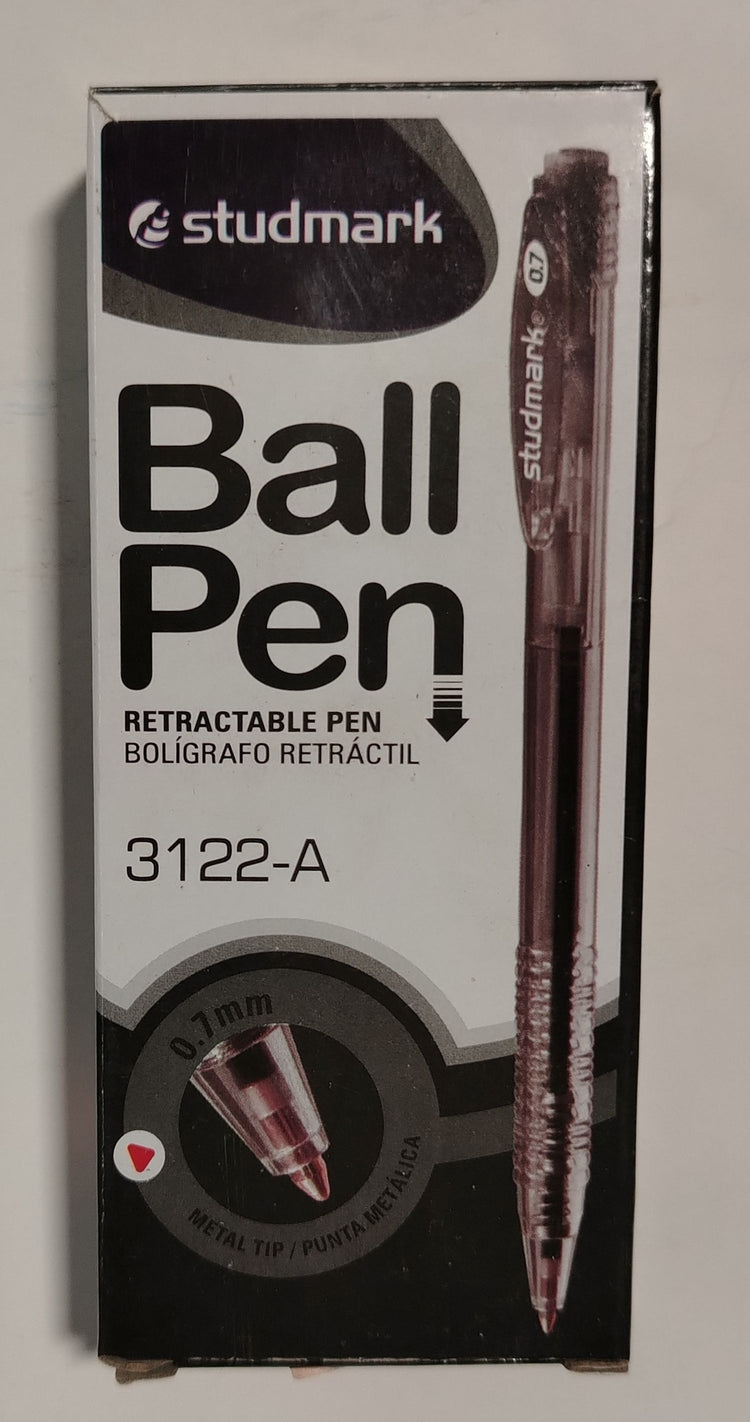 studmark
0.7
studmark®
Ball
Pen
RETRACTABLE PEN
BOLÍGRAFO RETRÁCTIL
3122-A
0.7mm
METAL TIP / PUNTA METÁLICA